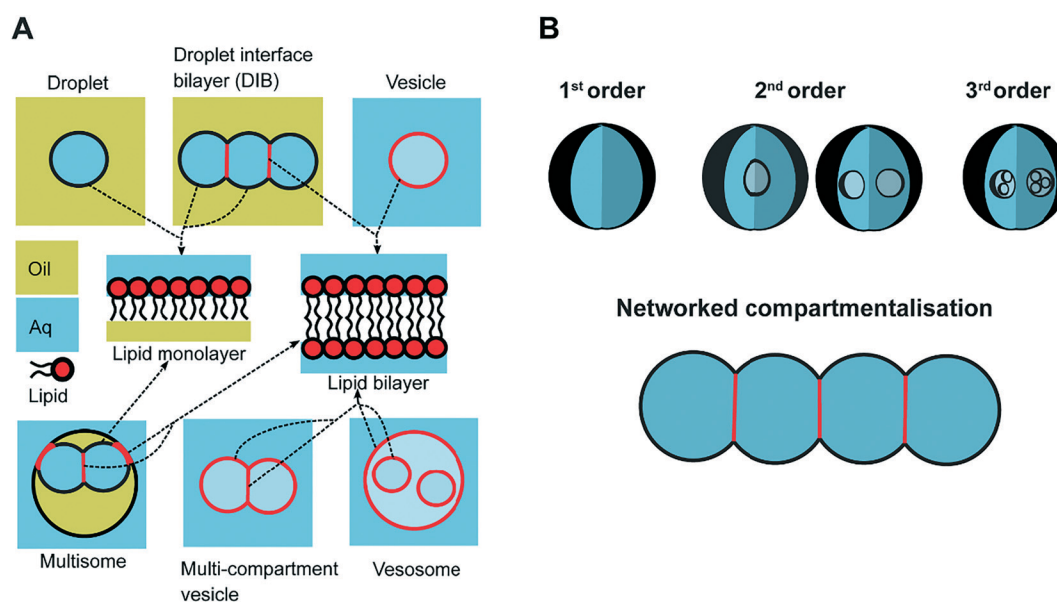 A
Droplet
Droplet interface
bilayer (DIB)
Vesicle
Oil
Aq
Lipid
Lipid monolayer
Lipid bilayer
Multisome
Multi-compartment
vesicle
Vesosome
B
1st order
2nd order
3rd order
Networked compartmentalisation